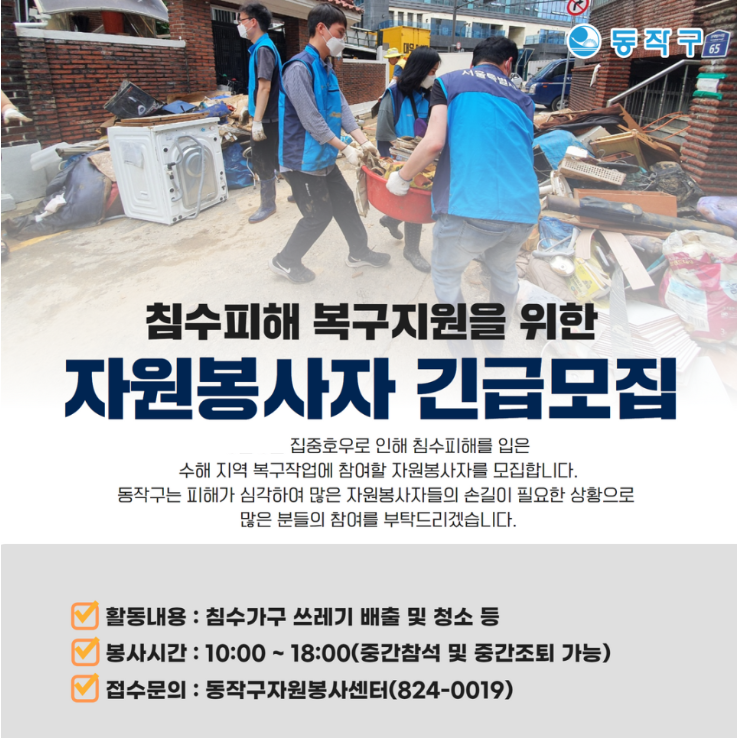 동작구
65
서울특별시
침수피해 복구지원을 위한
자원봉사자 긴급모집
집중호우로 인해 침수피해를 입은
수해 지역 복구작업에 참여할 자원봉사자를 모집합니다.
동작구는 피해가 심각하여 많은 자원봉사자들의 손길이 필요한 상황으로
많은 분들의 참여를 부탁드리겠습니다.
활동내용 : 침수가구 쓰레기 배출 및 청소 등
봉사시간 : 10:00 ~ 18:00(중간참석 및 중간조퇴 가능)
접수문의 : 동작구자원봉사센터(824-0019)